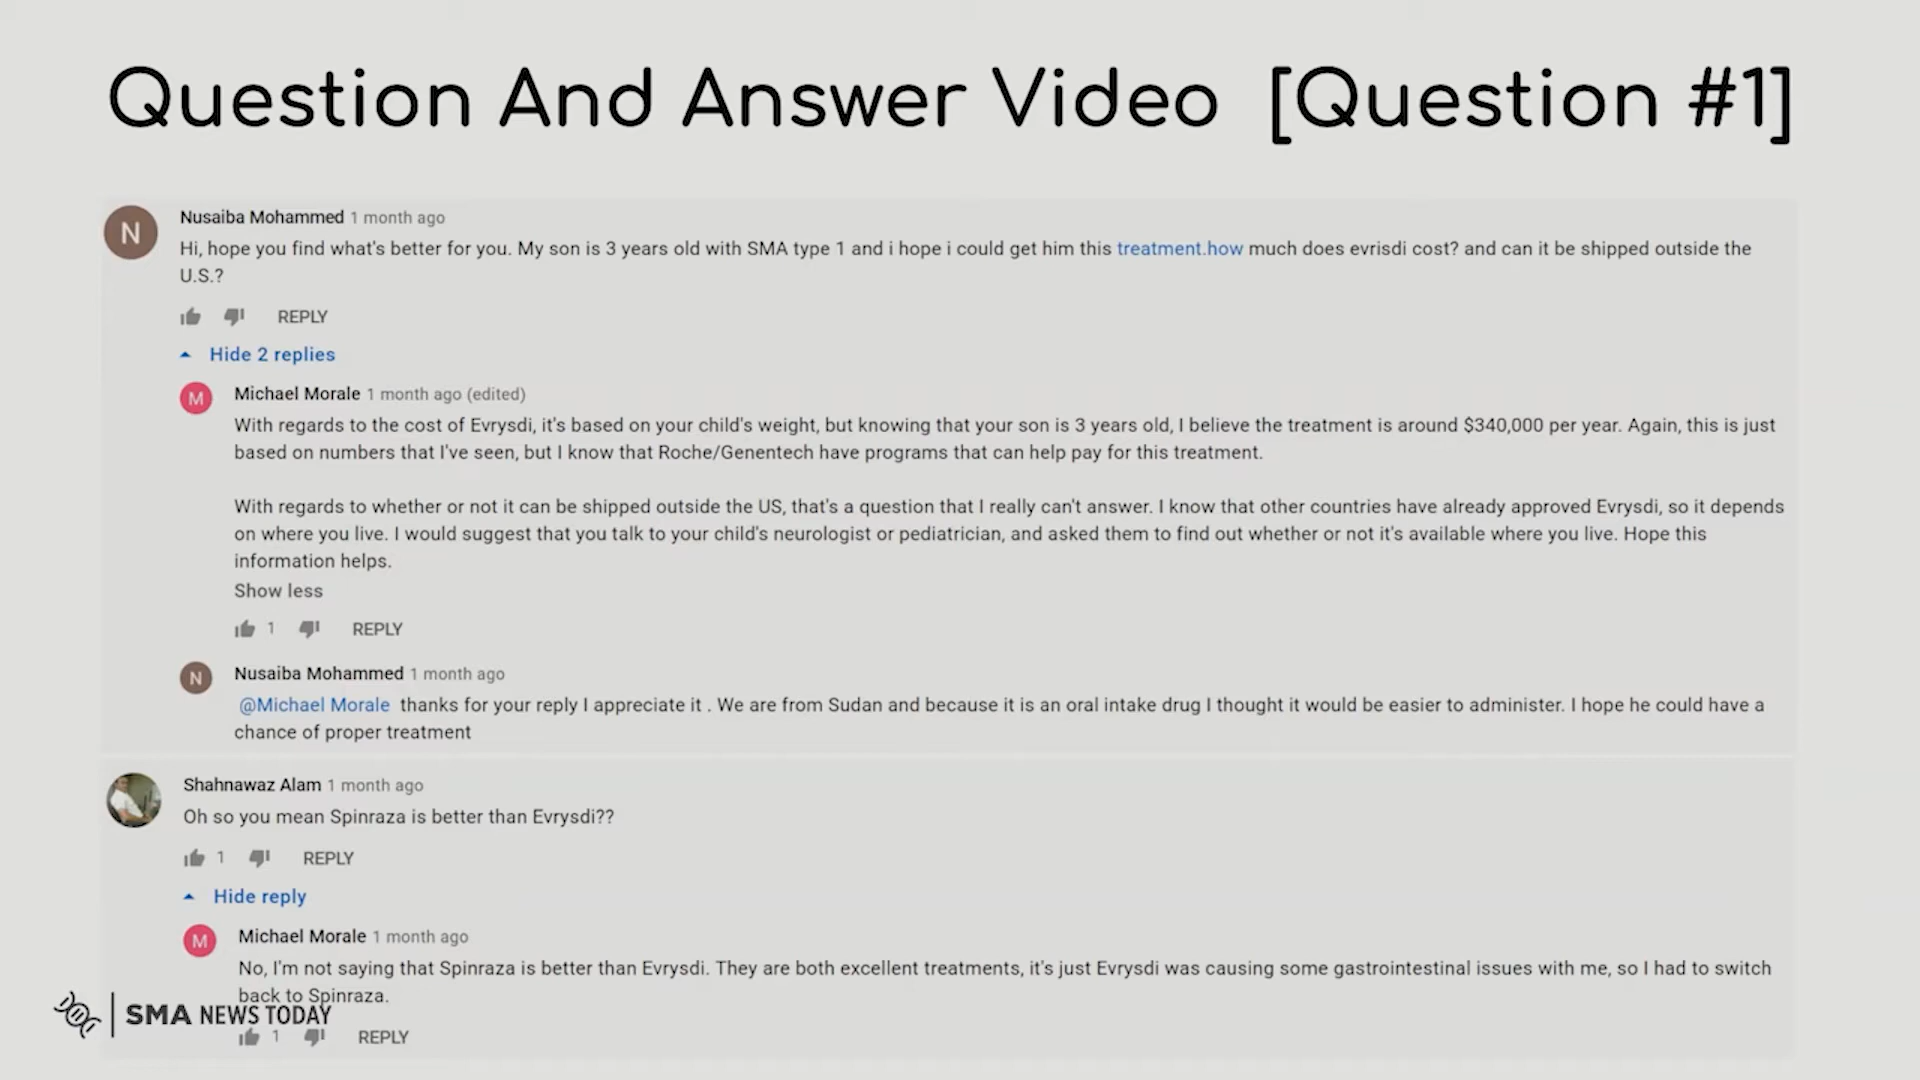 Question And Answer Video [Question #1]
N
Nusaiba Mohammed 1 month ago
Hi, hope you find what's better for you. My son is 3 years old with SMA type 1 and i hope i could get him this treatment.how much does evrisdi cost? and can it be shipped outside the
U.S.?
REPLY
Hide 2 replies
M
Michael Morale 1 month ago (edited)
With regards to the cost of Evrysdi, it's based on your child's weight, but knowing that your son is 3 years old, I believe the treatment is around $340,000 per year. Again, this is just
based on numbers that I've seen, but I know that Roche/Genentech have programs that can help pay for this treatment.
With regards to whether or not it can be shipped outside the US, that's a question that I really can't answer. I know that other countries have already approved Evrysdi, so it depends
on where you live. I would suggest that you talk to your child's neurologist or pediatrician, and asked them to find out whether or not it's available where you live. Hope this
information helps.
Show less
1 REPLY
N
Nusaiba Mohammed 1 month ago
@Michael Morale thanks for your reply I appreciate it . We are from Sudan and because it is an oral intake drug I thought it would be easier to administer. I hope he could have a
chance of proper treatment
Shahnawaz Alam 1 month ago
Oh so you mean Spinraza is better than Evrysdi??
1 REPLY
Hide reply
M
Michael Morale 1 month ago
No, I'm not saying that Spinraza is better than Evrysdi. They are both excellent treatments, it's just Evrysdi was causing some gastrointestinal issues with me, so I had to switch
back to Spinraza.
SMA NEWS TODAY
1 REPLY